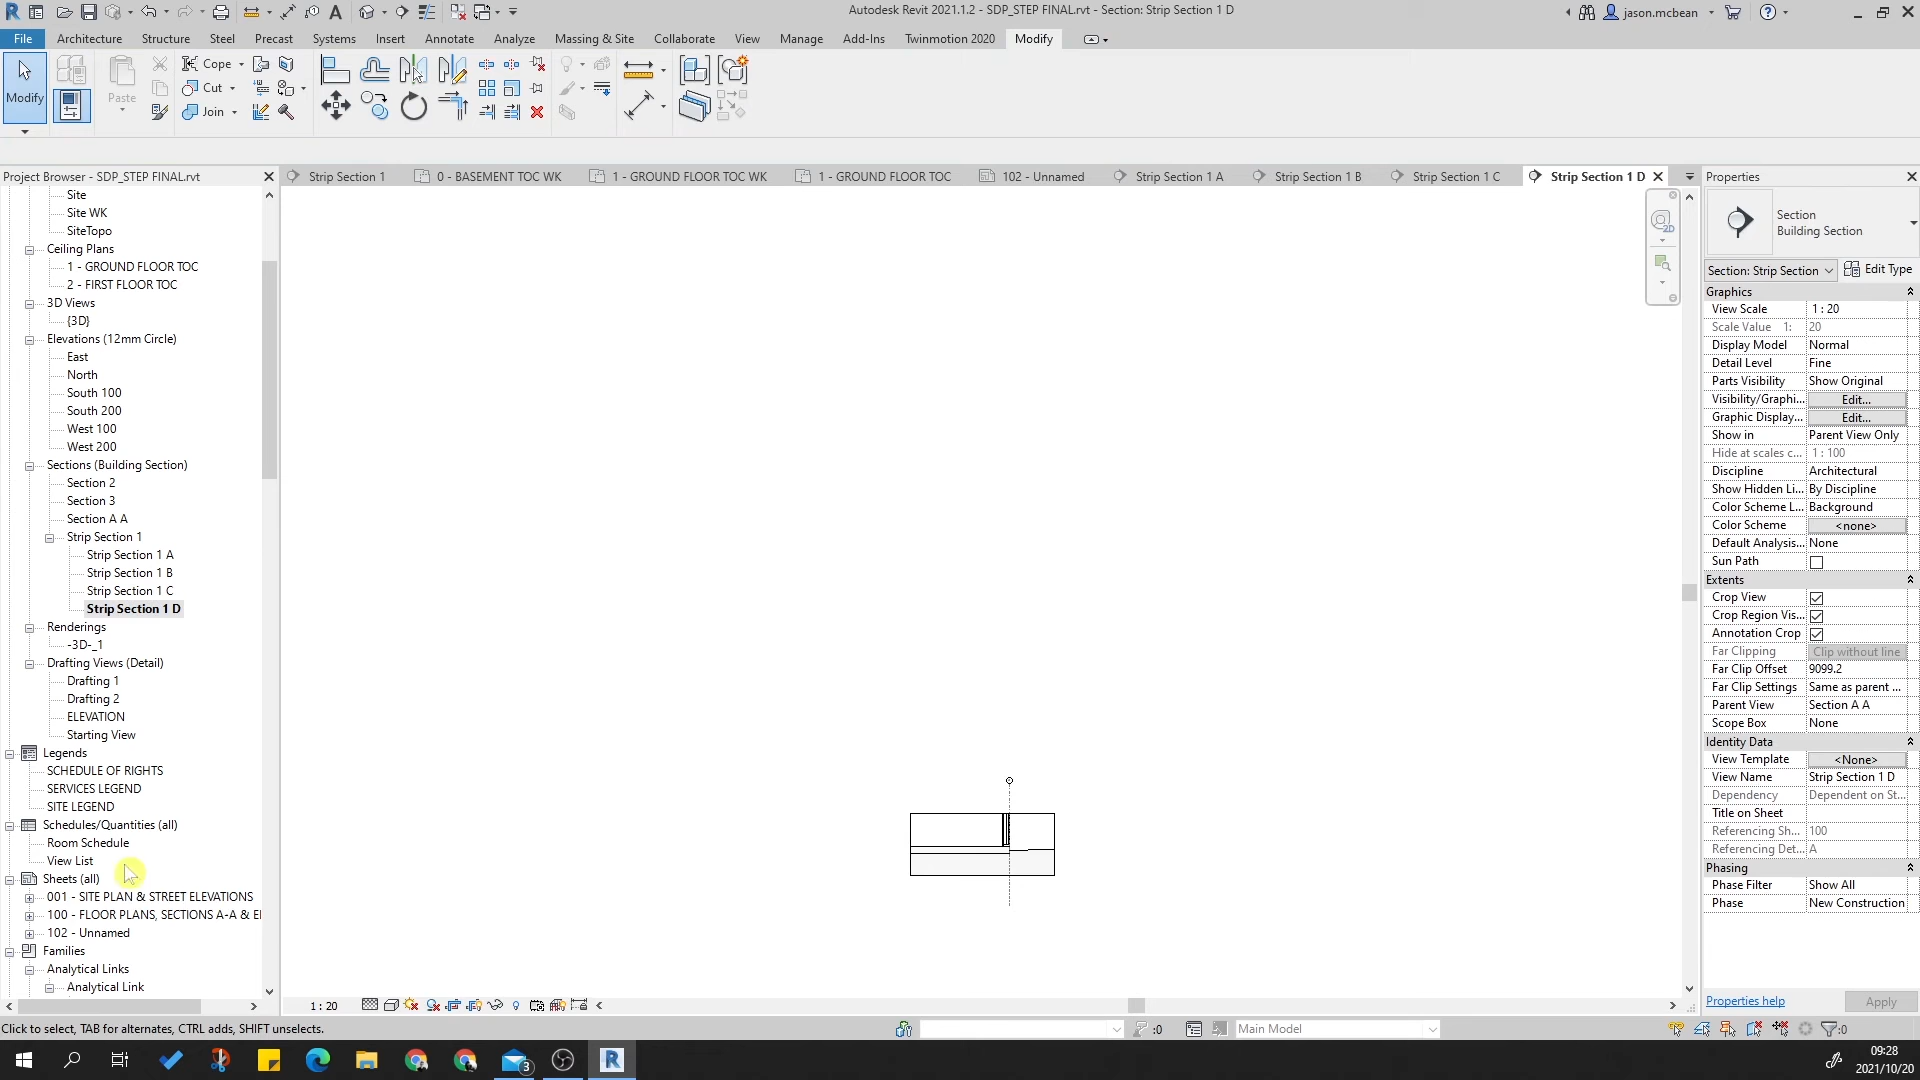 Autodesk Revit 2021.1.2 - SDP_STEP FINAL.rvt - Section: Strip Section 1 D
jason.mcbean
File Architecture Structure Steel Precast Systems Insert Annotate Analyze Massing & Site Collaborate View Manage Add-Ins Twinmotion 2020 Modify
Modify
Paste
Cope
Cut
Join
Project Browser - SDP_STEP FINAL.rvt
Strip Section 1 0 - BASEMENT TOC WK 1 - GROUND FLOOR TOC WK 1 - GROUND FLOOR TOC 102 - Unnamed Strip Section 1 A Strip Section 1 B Strip Section 1 C Strip Section 1 D
Site
Site WK
SiteTopo
Ceiling Plans
1 - GROUND FLOOR TOC
2 - FIRST FLOOR TOC
3D Views
{3D}
Elevations (12mm Circle)
East
North
South 100
South 200
West 100
West 200
Sections (Building Section)
Section 2
Section 3
Section A A
Strip Section 1
Strip Section 1 A
Strip Section 1 B
Strip Section 1 C
Strip Section 1 D
Renderings
-3D-_1
Drafting Views (Detail)
Drafting 1
Drafting 2
ELEVATION
Starting View
Legends
SCHEDULE OF RIGHTS
SERVICES LEGEND
SITE LEGEND
Schedules/Quantities (all)
Room Schedule
View List
Sheets (all)
001 - SITE PLAN & STREET ELEVATIONS
100 - FLOOR PLANS, SECTIONS A-A & El
102 - Unnamed
Families
Analytical Links
Analytical Link
2D
Properties
Section
Building Section
Section: Strip Section Edit Type
Graphics
View Scale 1 : 20
Scale Value 1: 20
Display Model Normal
Detail Level Fine
Parts Visibility Show Original
Visibility/Graphi... Edit...
Graphic Display... Edit...
Show in Parent View Only
Hide at scales c... 1 : 100
Discipline Architectural
Show Hidden Li... By Discipline
Color Scheme L... Background
Color Scheme <none>
Default Analysis... None
Sun Path
Extents
Crop View
Crop Region Vis...
Annotation Crop
Far Clipping Clip without line
Far Clip Offset 9099.2
Far Clip Settings Same as parent ...
Parent View Section A A
Scope Box None
Identity Data
View Template <None>
View Name Strip Section 1 D
Dependency Dependent on St...
Title on Sheet
Referencing Sh... 100
Referencing Det... A
Phasing
Phase Filter Show All
Phase New Construction
Properties help Apply
1 : 20
Click to select, TAB for alternates, CTRL adds, SHIFT unselects.
:0
Main Model
:0
3
09:28
2021/10/20